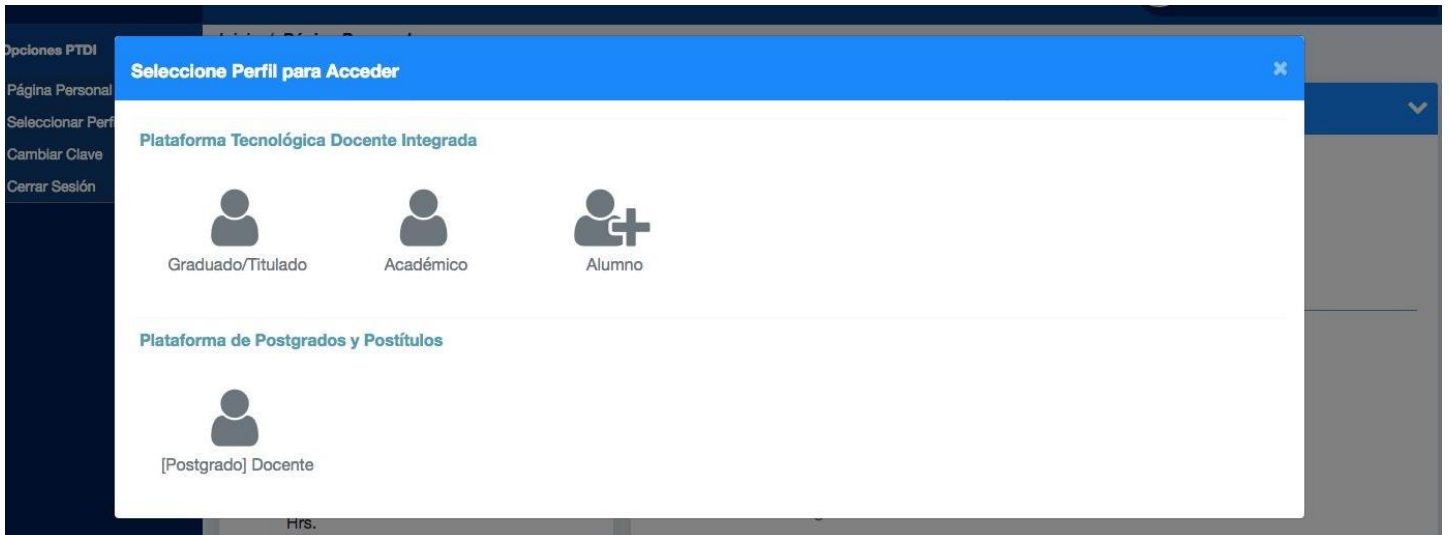 Opciones PTDI
Página Personal
Seleccionar Perf
Cambiar Clave
Cerrar Sesión
Seleccione Perfil para Acceder
×
Plataforma Tecnológica Docente Integrada
Graduado/Titulado
Académico
Alumno
Plataforma de Postgrados y Postítulos
[Postgrado] Docente
Hrs.